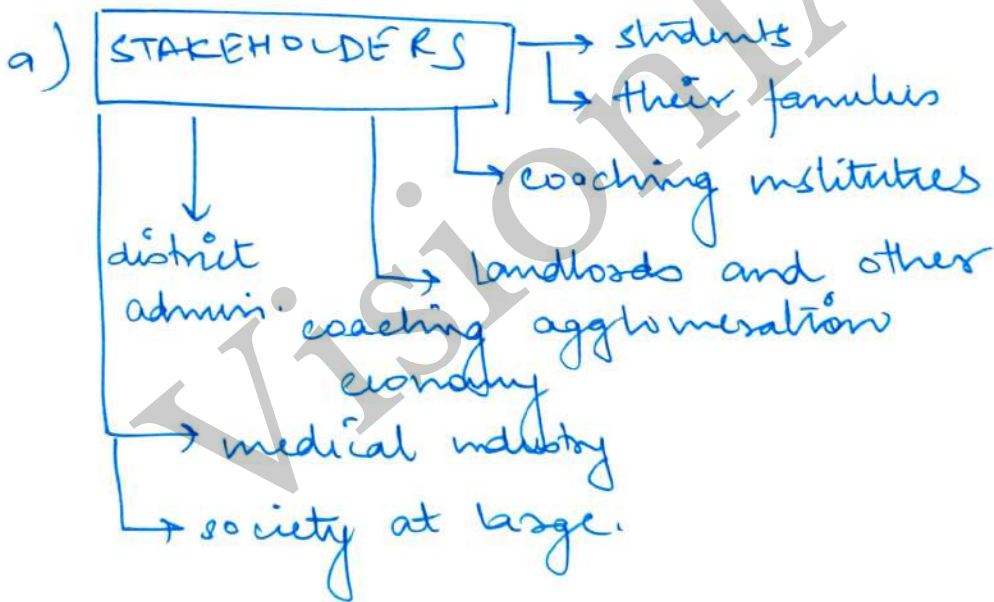 a) STAKEHOLDERS → students
→ their families
→ coaching institutes
district
admin.
→ Landlords and other
coaching agglomeration
economy
→ medical industry
→ society at large.
VisionIA